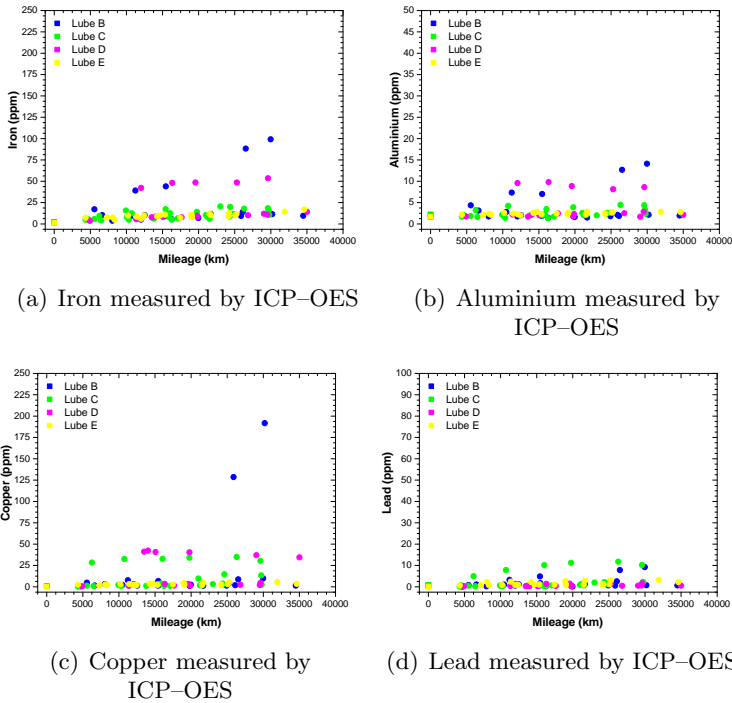 250
225
200
175
150
125
100
75
50
25
0
Iron (ppm)
Lube B
Lube C
Lube D
Lube E
0 5000 10000 15000 20000 25000 30000 35000 40000
Mileage (km)
(a) Iron measured by ICP–OES
50
45
40
35
30
25
20
15
10
5
0
Aluminium (ppm)
Lube B
Lube C
Lube D
Lube E
0 5000 10000 15000 20000 25000 30000 35000 40000
Mileage (km)
(b) Aluminium measured by
ICP–OES
250
225
200
175
150
125
100
75
50
25
0
Copper (ppm)
Lube B
Lube C
Lube D
Lube E
0 5000 10000 15000 20000 25000 30000 35000 40000
Mileage (km)
(c) Copper measured by
ICP–OES
100
90
80
70
60
50
40
30
20
10
0
Lead (ppm)
Lube B
Lube C
Lube D
Lube E
0 5000 10000 15000 20000 25000 30000 35000 40000
Mileage (km)
(d) Lead measured by ICP–OES